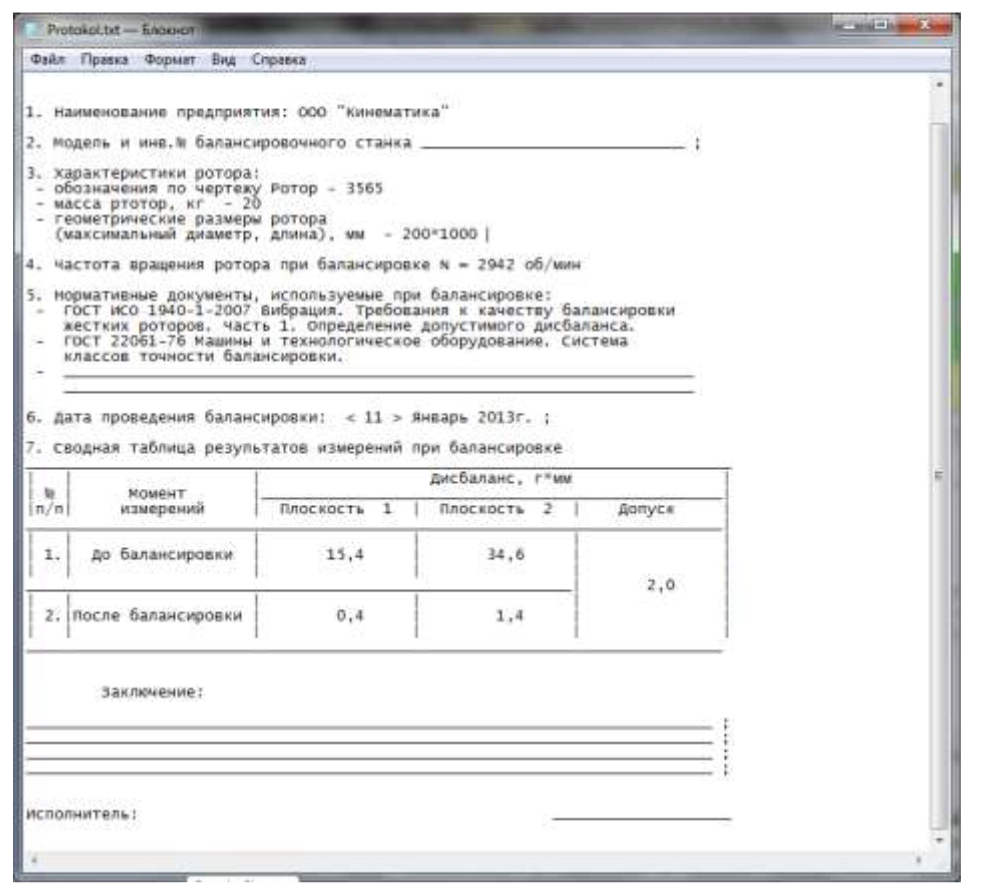 Protokol.txt — Блокнот
Файл Правка Формат Вид Справка
1. Наименование предприятия: ООО "Кинематика"
2. Модель и инв.№ балансировочного станка ____________________________ ;
3. Характеристики ротора:
- обозначения по чертежу Ротор - 3565
- масса ртотор, кг - 20
- геометрические размеры ротора
(максимальный диаметр, длина), мм - 200*1000
4. Частота вращения ротора при балансировке N = 2942 об/мин
5. Нормативные документы, используемые при балансировке:
- ГОСТ ИСО 1940-1-2007 Вибрация. Требования к качеству балансировки
жестких роторов. Часть 1. Определение допустимого дисбаланса.
- ГОСТ 22061-76 Машины и технологическое оборудование. Система
классов точности балансировки.
-
6. Дата проведения балансировки: < 11 > Январь 2013г. ;
7. Сводная таблица результатов измерений при балансировке
№ п/п | Момент измерений | Дисбаланс, г*мм
Плоскость 1 | Плоскость 2 | Допуск
1. | До балансировки | 15,4 | 34,6
2,0
2. | После балансировки | 0,4 | 1,4
Заключение:
Исполнитель: